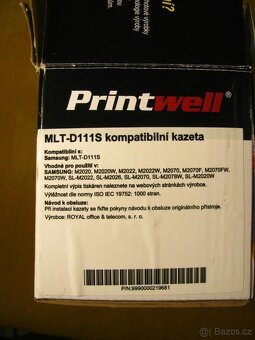 Printwell®
MLT-D111S kompatibilní kazeta
Kompatibilní s:
Samsung: MLT-D111S
Vhodné pro použití v:
SAMSUNG: M2020, M2020W, M2022, M2022W, M2070, M2070F, M2070FW,
M2070W, SL-M2022, SL-M2026, SL-M2070, SL-M2078W, SL-M2020W
Kompletní výpis tiskáren naleznete na webových stránkách výrobce.
Výtěžnost dle normy ISO IEC 19752: 1000 stran.
Návod k obsluze:
Při instalaci kazety se řiďte pokyny návodu k obsluze originálního přístroje.
Výrobce: ROYAL office & telecom, s. r. o.
P/N:9990000219681
Bazoš.cz